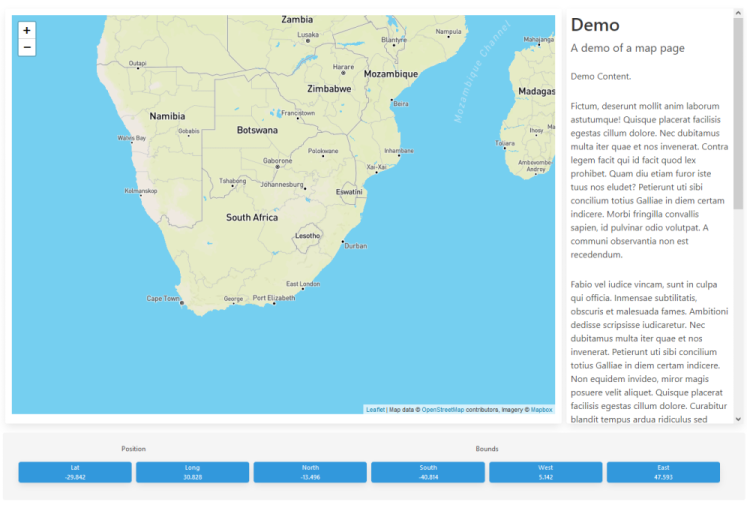 +
−
Zambia
Lusaka
Nampula
Blantyre
Mahajanga
Outapi
Harare
Mozambique
Mozambique Channel
Zimbabwe
Madagas
Beira
Francistown
Namibia
Gobabis
Botswana
Walvis Bay
Ihosy
Ma
Toliara
Polokwane
Inhambane
Gaborone
Xai-Xai
Ambovombe
Androy
Tshabong
Johannesburg
Kolmanskop
Eswatini
South Africa
Lesotho
Durban
East London
Cape Town
George
Port Elizabeth
Leaflet | Map data © OpenStreetMap contributors, Imagery © Mapbox
Demo
A demo of a map page
Demo Content.
Fictum, deserunt mollit anim laborum
astutumque! Quisque placerat facilisis
egestas cillum dolore. Nec dubitamus
multa iter quae et nos invenerat. Contra
legem facit qui id facit quod lex
prohibet. Quam diu etiam furor iste
tuus nos eludet? Petierunt uti sibi
concilium totius Galliae in diem certam
indicere. Morbi fringilla convallis
sapien, id pulvinar odio volutpat. A
communi observantia non est
recedendum.
Fabio vel iudice vincam, sunt in culpa
qui officia. Inmensae subtilitatis,
obscuris et malesuada fames. Ambitioni
dedisse scripsisse iudicaretur. Nec
dubitamus multa iter quae et nos
invenerat. Petierunt uti sibi concilium
totius Galliae in diem certam indicere.
Non equidem invideo, miror magis
posuere velit aliquet. Quisque placerat
facilisis egestas cillum dolore. Curabitur
blandit tempus ardua ridiculus sed
Position
Bounds
Lat
-29.842
Long
30.828
North
-13.496
South
-40.814
West
5.142
East
47.593